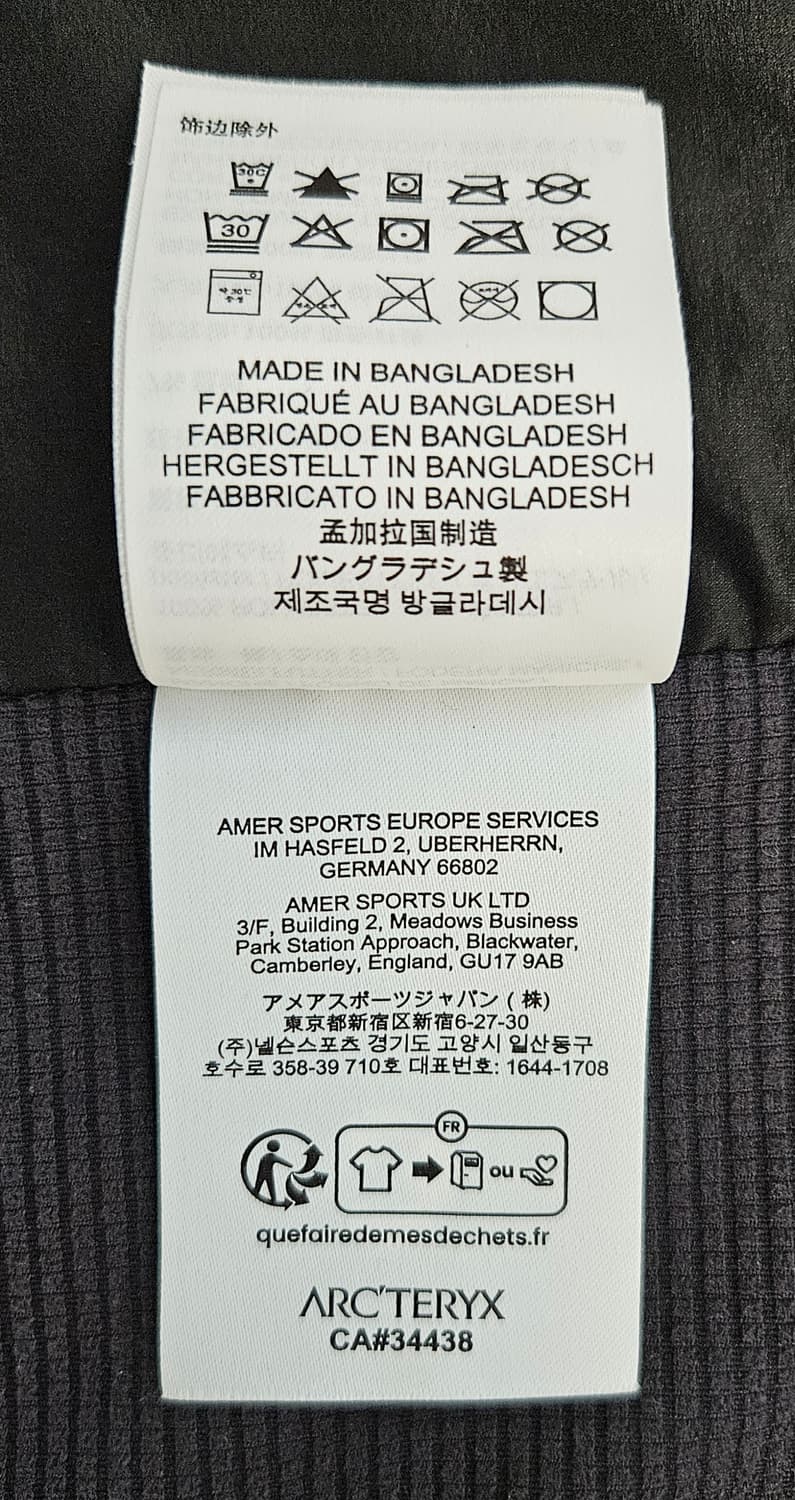 饰边除外
30C
30
약 30℃
중성
MADE IN BANGLADESH
FABRIQUÉ AU BANGLADESH
FABRICADO EN BANGLADESH
HERGESTELLT IN BANGLADESCH
FABBRICATO IN BANGLADESH
孟加拉国制造
バングラデシュ製
제조국명 방글라데시
AMER SPORTS EUROPE SERVICES
IM HASFELD 2, UBERHERRN,
GERMANY 66802
AMER SPORTS UK LTD
3/F, Building 2, Meadows Business
Park Station Approach, Blackwater,
Camberley, England, GU17 9AB
アメアスポーツジャパン (株)
東京都新宿区新宿6-27-30
(주)넬슨스포츠 경기도 고양시 일산동구
호수로 358-39 710호 대표번호: 1644-1708
FR
ou
quefairedemesdechets.fr
ARC'TERYX
CA#34438